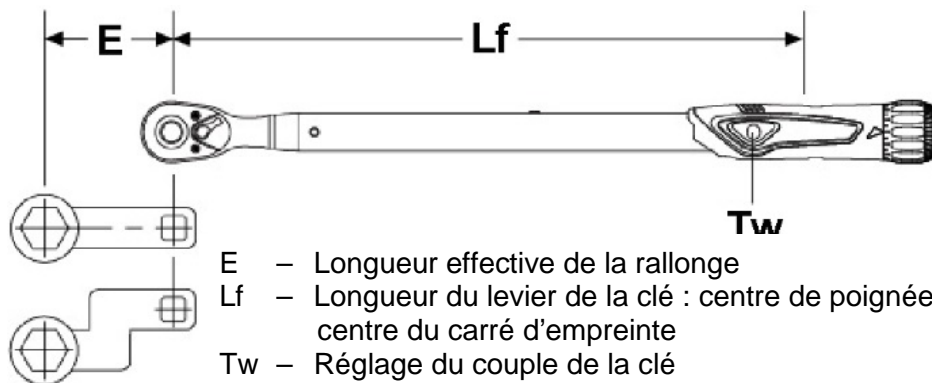 E Lf
Tw
E – Longueur effective de la rallonge
Lf – Longueur du levier de la clé : centre de poignée
centre du carré d'empreinte
Tw – Réglage du couple de la clé